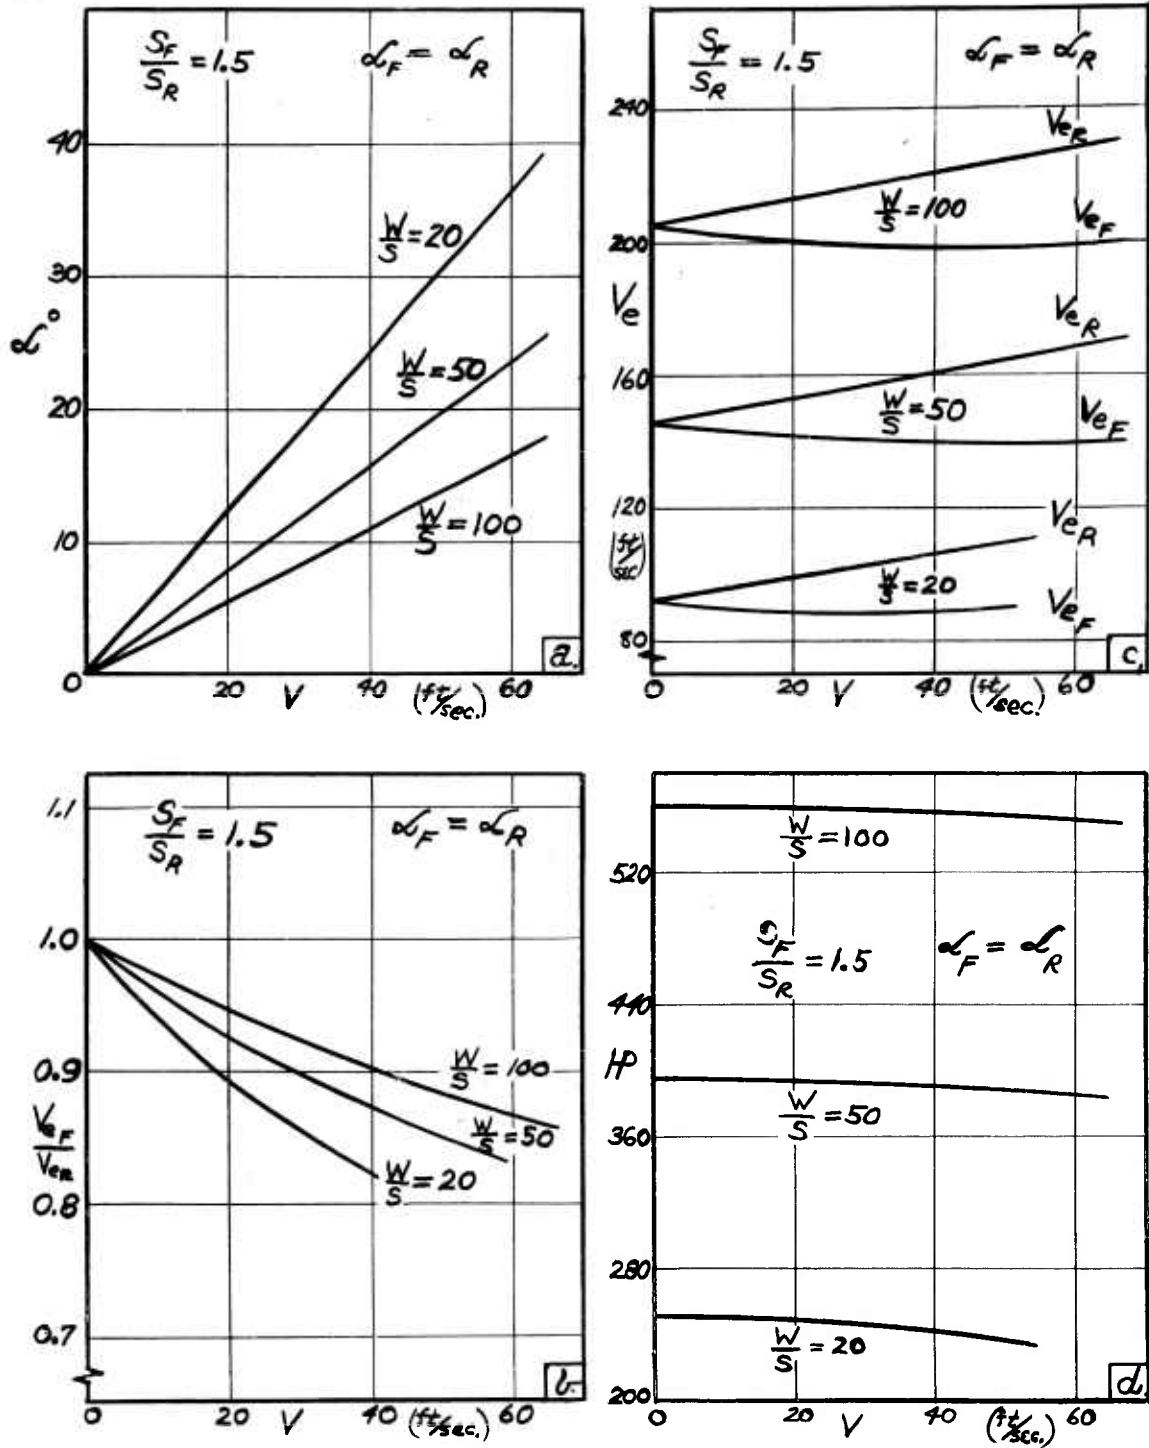 S_F/S_R = 1.5 α_F = α_R
40
30
20
10
0
α°
W/S = 20
W/S = 50
W/S = 100
a.
20 V 40 (ft/sec.) 60
S_F/S_R = 1.5 α_F = α_R
240
200
V_e
160
120
(ft/sec)
80
V_eR
W/S = 100
V_eF
V_eR
W/S = 50
V_eF
V_eR
W/S = 20
V_eF
c.
0 20 V 40 (ft/sec.) 60
S_F/S_R = 1.5 α_F = α_R
1.1
1.0
0.9
V_eF/V_eR
0.8
0.7
W/S = 100
W/S = 50
W/S = 20
b.
0 20 V 40 (ft/sec.) 60
W/S = 100
520
S_F/S_R = 1.5 α_F = α_R
440
HP
W/S = 50
360
280
W/S = 20
200
d.
0 20 V 40 (ft/sec.) 60